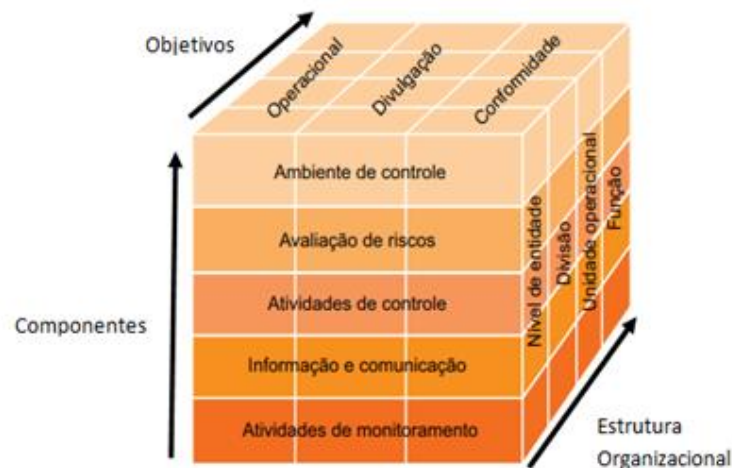 Objetivos
Operacional
Divulgação
Conformidade
Ambiente de controle
Avaliação de riscos
Atividades de controle
Informação e comunicação
Atividades de monitoramento
Nível de entidade
Divisão
Unidade operacional
Função
Componentes
Estrutura
Organizacional